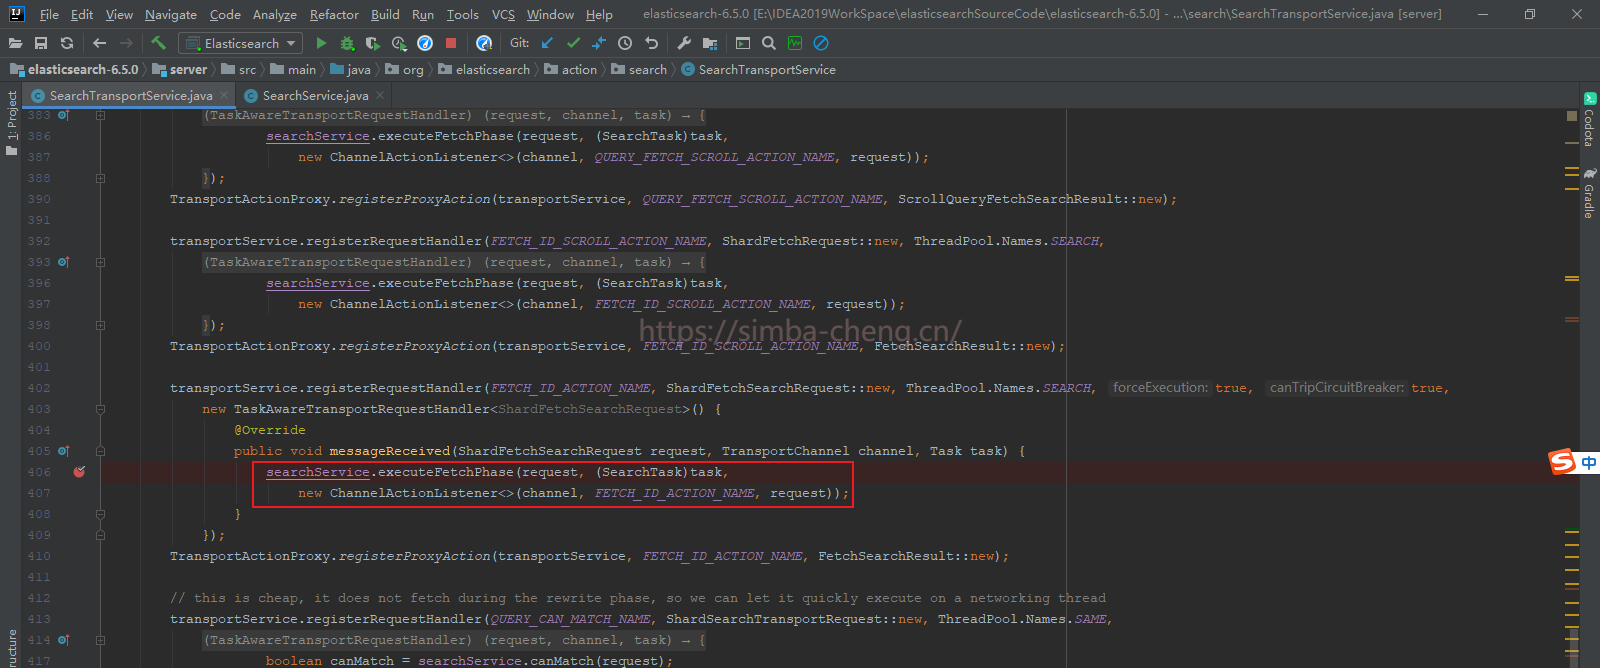 File Edit View Navigate Code Analyze Refactor Build Run Tools VCS Window Help elasticsearch-6.5.0 [E:\IDEA2019WorkSpace\elasticsearchSourceCode\elasticsearch-6.5.0] - ...\search\SearchTransportService.java [server]
Elasticsearch Git:
elasticsearch-6.5.0 server src main java org elasticsearch action search SearchTransportService
SearchTransportService.java SearchService.java
1: Project
Codota
Gradle
383 (TaskAwareTransportRequestHandler) (request, channel, task) → {
386 searchService.executeFetchPhase(request, (SearchTask)task,
387 new ChannelActionListener<>(channel, QUERY_FETCH_SCROLL_ACTION_NAME, request));
388 });
390 TransportActionProxy.registerProxyAction(transportService, QUERY_FETCH_SCROLL_ACTION_NAME, ScrollQueryFetchSearchResult::new);
391
392 transportService.registerRequestHandler(FETCH_ID_SCROLL_ACTION_NAME, ShardFetchRequest::new, ThreadPool.Names.SEARCH,
393 (TaskAwareTransportRequestHandler) (request, channel, task) → {
396 searchService.executeFetchPhase(request, (SearchTask)task,
397 new ChannelActionListener<>(channel, FETCH_ID_SCROLL_ACTION_NAME, request));
398 });
https://simba-cheng.cn/
400 TransportActionProxy.registerProxyAction(transportService, FETCH_ID_SCROLL_ACTION_NAME, FetchSearchResult::new);
401
402 transportService.registerRequestHandler(FETCH_ID_ACTION_NAME, ShardFetchSearchRequest::new, ThreadPool.Names.SEARCH, forceExecution: true, canTripCircuitBreaker: true,
403 new TaskAwareTransportRequestHandler<ShardFetchSearchRequest>() {
404 @Override
405 public void messageReceived(ShardFetchSearchRequest request, TransportChannel channel, Task task) {
406 searchService.executeFetchPhase(request, (SearchTask)task,
407 new ChannelActionListener<>(channel, FETCH_ID_ACTION_NAME, request));
408 }
409 });
410 TransportActionProxy.registerProxyAction(transportService, FETCH_ID_ACTION_NAME, FetchSearchResult::new);
411
412 // this is cheap, it does not fetch during the rewrite phase, so we can let it quickly execute on a networking thread
413 transportService.registerRequestHandler(QUERY_CAN_MATCH_NAME, ShardSearchTransportRequest::new, ThreadPool.Names.SAME,
414 (TaskAwareTransportRequestHandler) (request, channel, task) → {
417 boolean canMatch = searchService.canMatch(request);
ructure
中